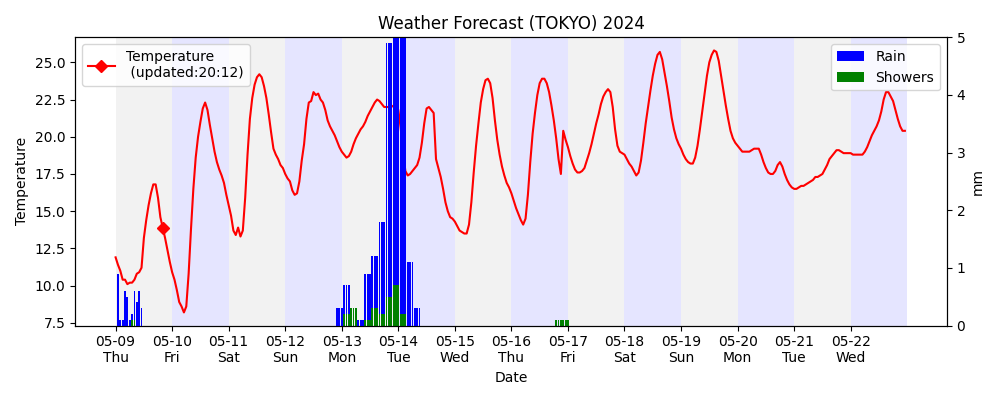 Weather Forecast (TOKYO) 2024
Temperature
(updated:20:12)
Rain
Showers
Temperature
25.0
22.5
20.0
17.5
15.0
12.5
10.0
7.5
5
4
3
2
1
0
mm
05-09 05-10 05-11 05-12 05-13 05-14 05-15 05-16 05-17 05-18 05-19 05-20 05-21 05-22
Thu Fri Sat Sun Mon Tue Wed Thu Fri Sat Sun Mon Tue Wed
Date